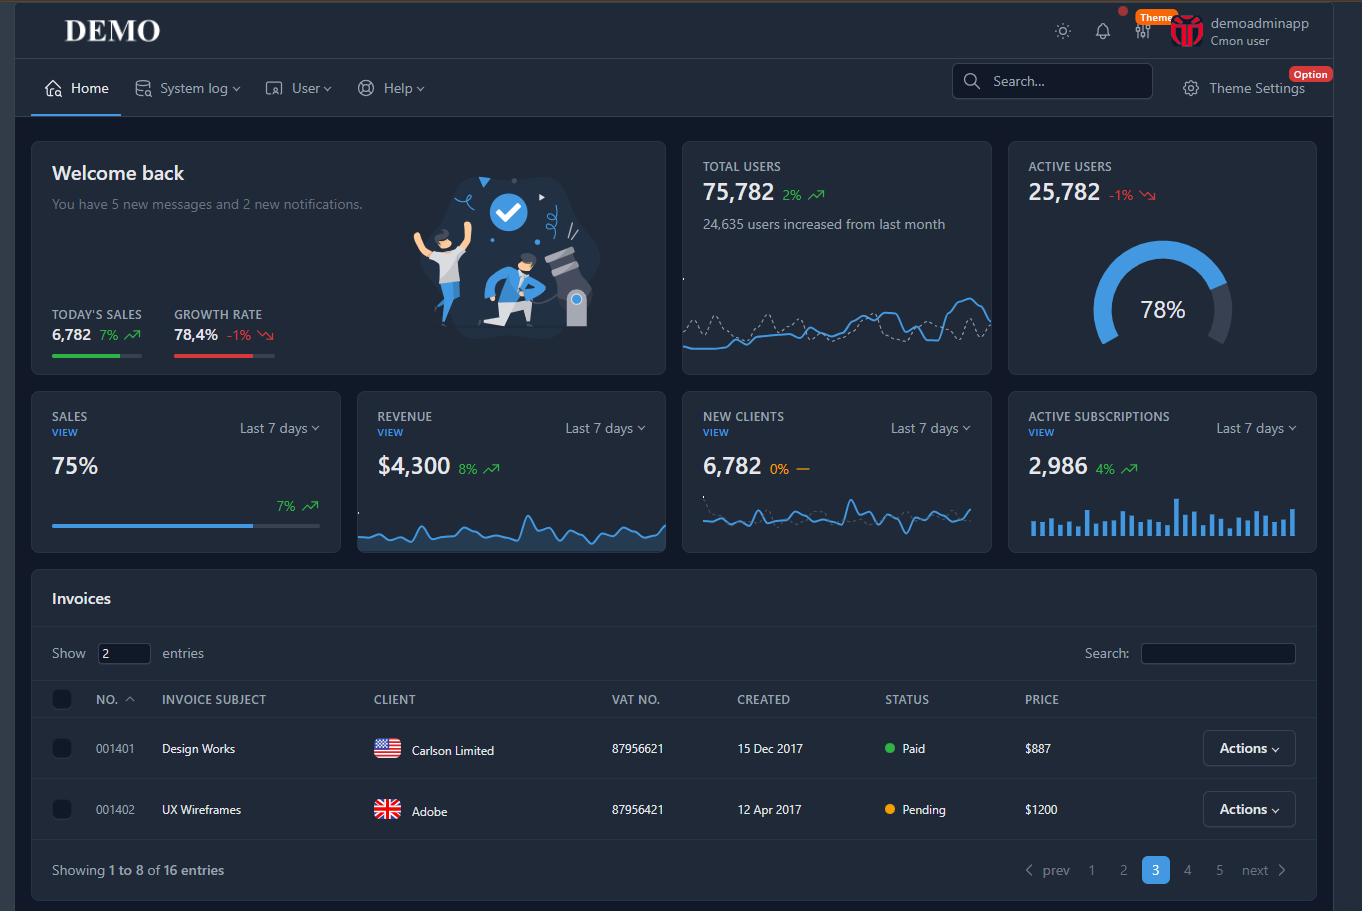 DEMO
Theme
demoadminapp
Cmon user
Home
System log
User
Help
Search...
Theme Settings
Option
Welcome back
You have 5 new messages and 2 new notifications.
TODAY'S SALES
6,782 7%
GROWTH RATE
78,4% -1%
TOTAL USERS
75,782 2%
24,635 users increased from last month
ACTIVE USERS
25,782 -1%
78%
SALES
VIEW
Last 7 days
75%
7%
REVENUE
VIEW
Last 7 days
$4,300 8%
NEW CLIENTS
VIEW
Last 7 days
6,782 0%
ACTIVE SUBSCRIPTIONS
VIEW
Last 7 days
2,986 4%
Invoices
Show 2 entries
Search:
NO. INVOICE SUBJECT CLIENT VAT NO. CREATED STATUS PRICE
001401 Design Works Carlson Limited 87956621 15 Dec 2017 Paid $887 Actions
001402 UX Wireframes Adobe 87956421 12 Apr 2017 Pending $1200 Actions
Showing 1 to 8 of 16 entries
prev 1 2 3 4 5 next